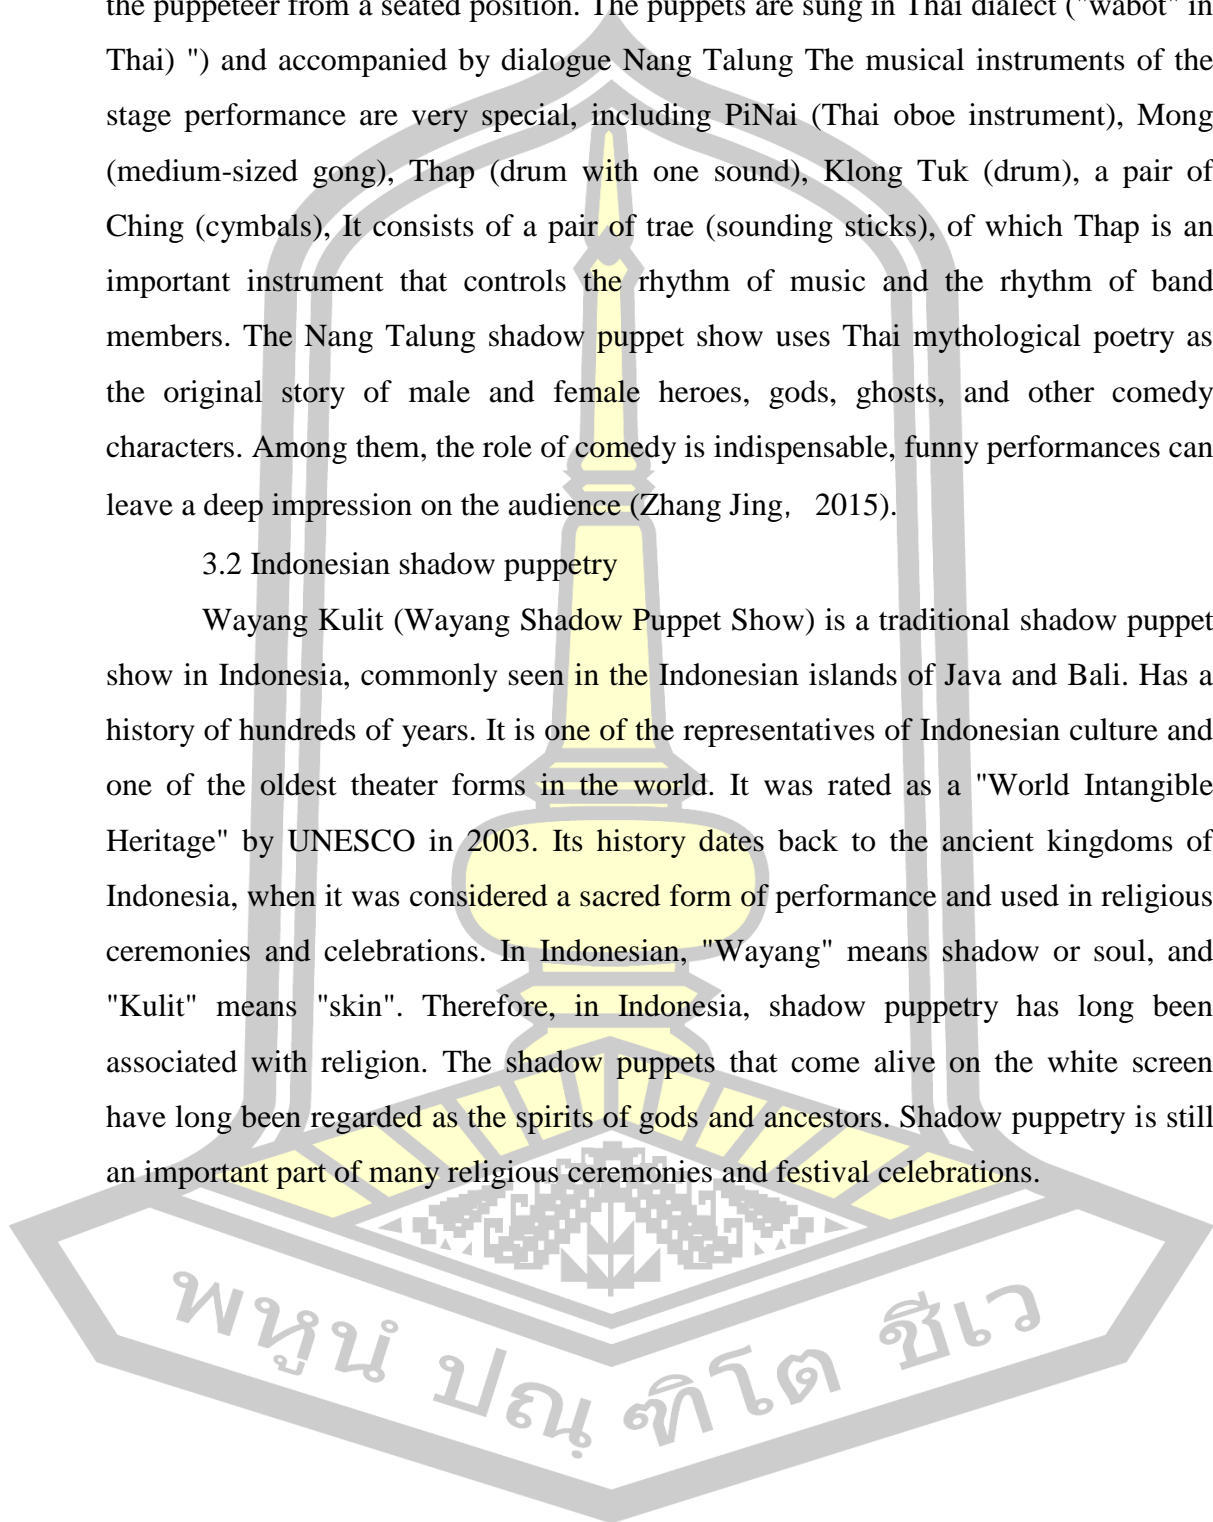 the puppeteer from a seated position. The puppets are sung in Thai dialect ("wabot" in
Thai) ") and accompanied by dialogue Nang Talung The musical instruments of the
stage performance are very special, including PiNai (Thai oboe instrument), Mong
(medium-sized gong), Thap (drum with one sound), Klong Tuk (drum), a pair of
Ching (cymbals), It consists of a pair of trae (sounding sticks), of which Thap is an
important instrument that controls the rhythm of music and the rhythm of band
members. The Nang Talung shadow puppet show uses Thai mythological poetry as
the original story of male and female heroes, gods, ghosts, and other comedy
characters. Among them, the role of comedy is indispensable, funny performances can
leave a deep impression on the audience (Zhang Jing，2015).
3.2 Indonesian shadow puppetry
Wayang Kulit (Wayang Shadow Puppet Show) is a traditional shadow puppet
show in Indonesia, commonly seen in the Indonesian islands of Java and Bali. Has a
history of hundreds of years. It is one of the representatives of Indonesian culture and
one of the oldest theater forms in the world. It was rated as a "World Intangible
Heritage" by UNESCO in 2003. Its history dates back to the ancient kingdoms of
Indonesia, when it was considered a sacred form of performance and used in religious
ceremonies and celebrations. In Indonesian, "Wayang" means shadow or soul, and
"Kulit" means "skin". Therefore, in Indonesia, shadow puppetry has long been
associated with religion. The shadow puppets that come alive on the white screen
have long been regarded as the spirits of gods and ancestors. Shadow puppetry is still
an important part of many religious ceremonies and festival celebrations.
พหูนํ ปณฺฑิโต ชีเว